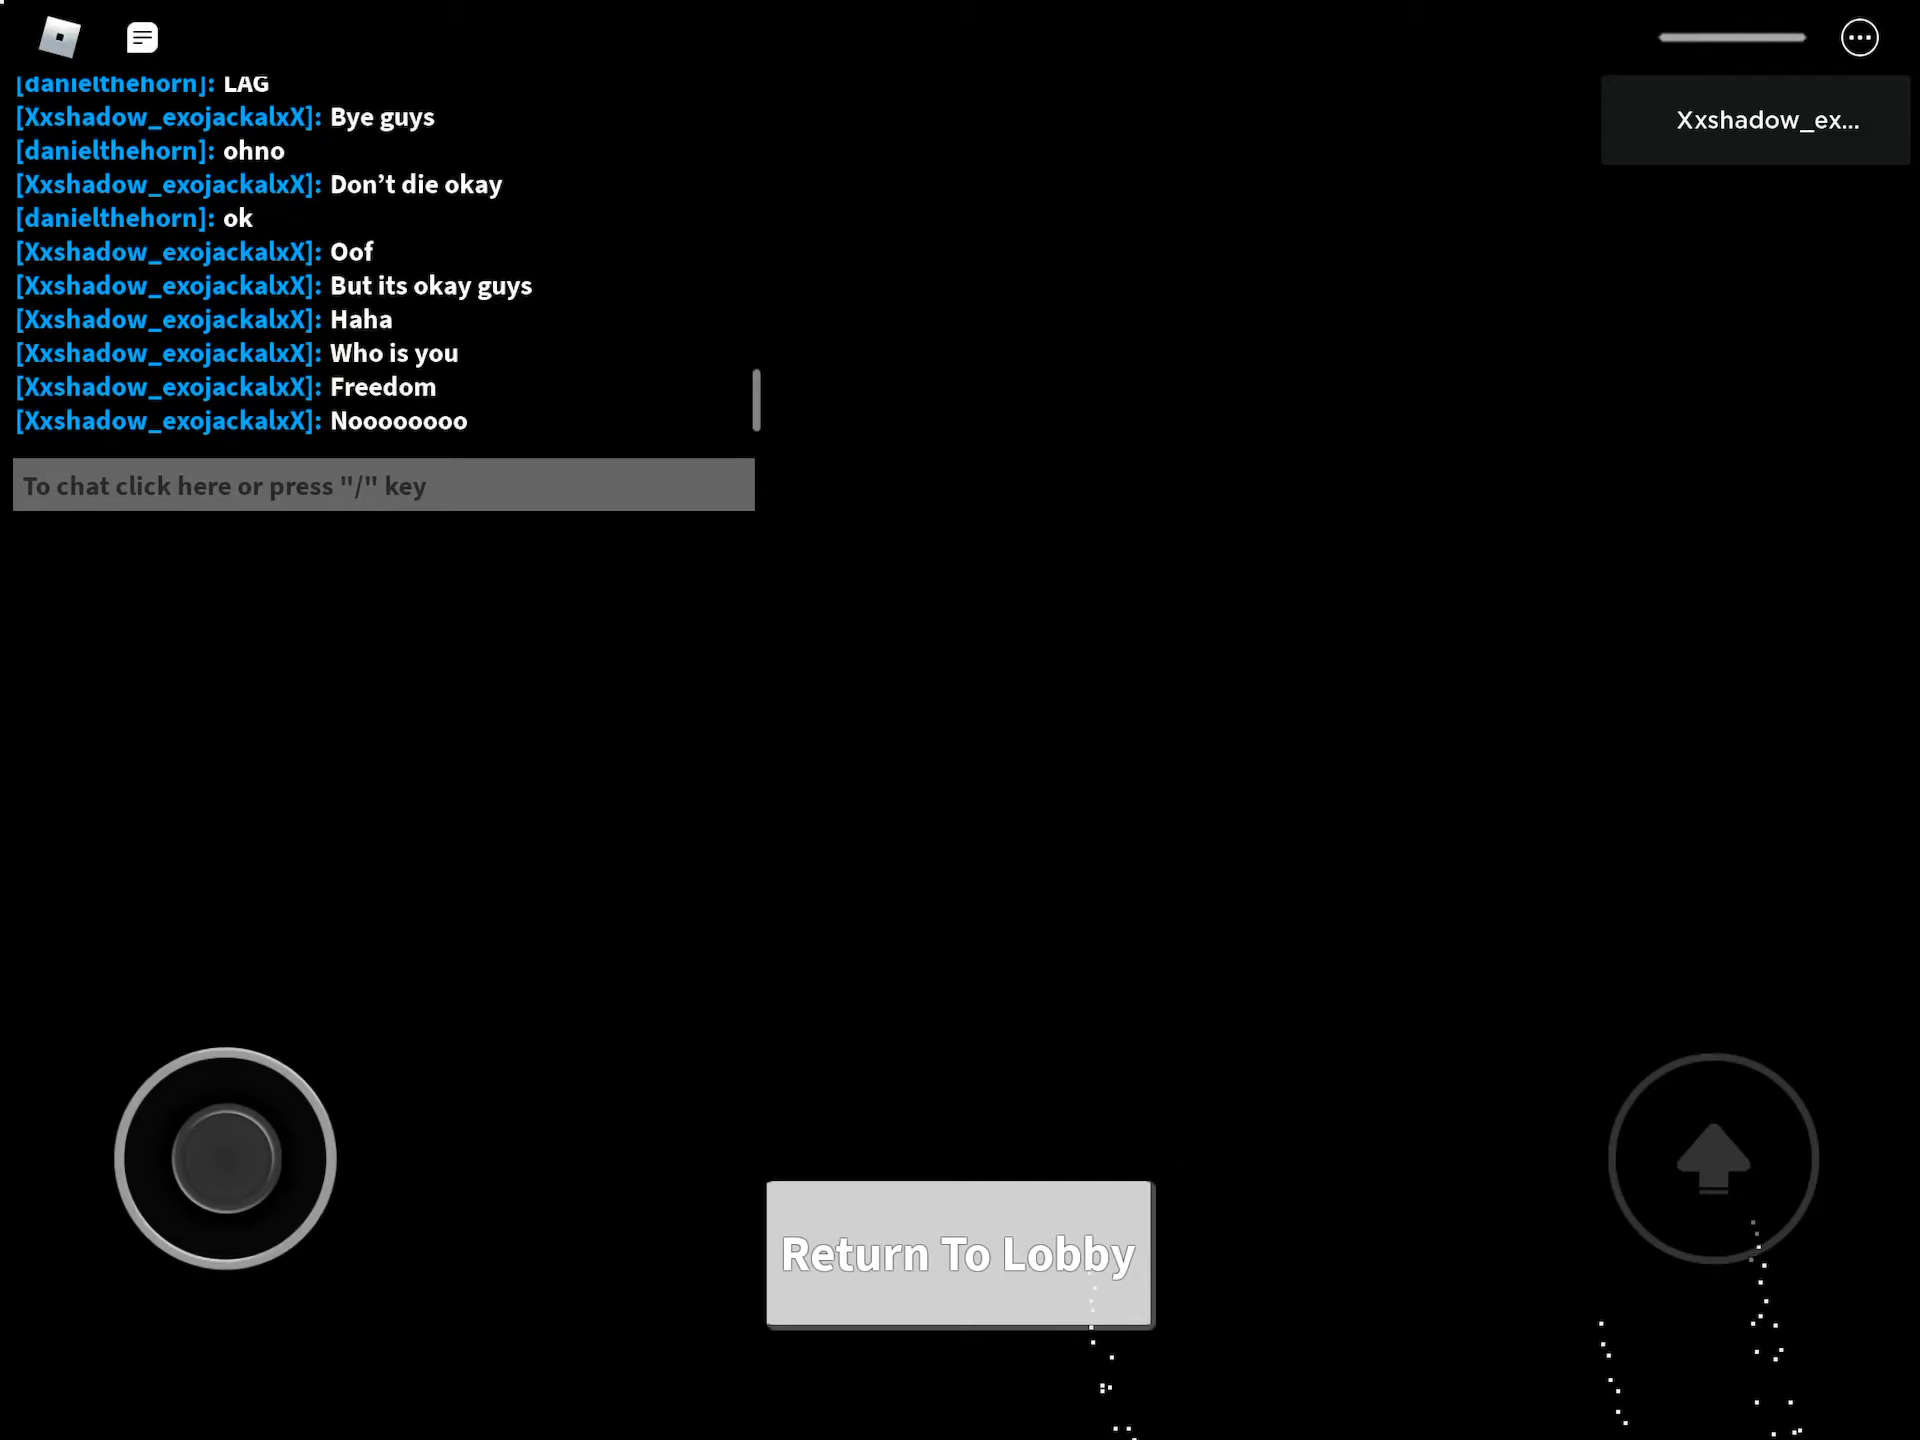 [danielthehorn]: LAG
[Xxshadow_exojackalxX]: Bye guys
[danielthehorn]: ohno
[Xxshadow_exojackalxX]: Don’t die okay
[danielthehorn]: ok
[Xxshadow_exojackalxX]: Oof
[Xxshadow_exojackalxX]: But its okay guys
[Xxshadow_exojackalxX]: Haha
[Xxshadow_exojackalxX]: Who is you
[Xxshadow_exojackalxX]: Freedom
[Xxshadow_exojackalxX]: Noooooooo
To chat click here or press "/" key
Xxshadow_ex...
Return To Lobby